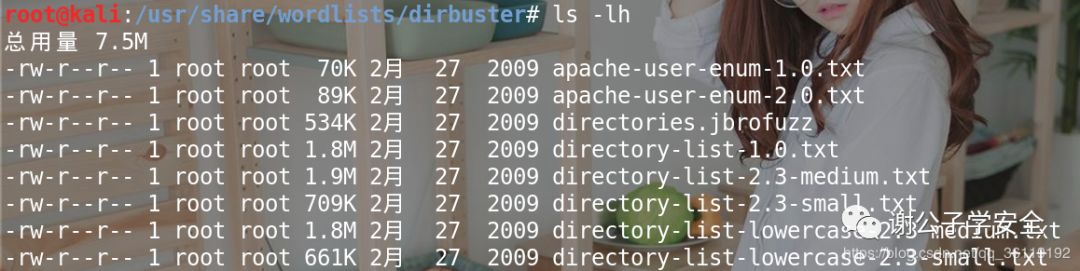 root@kali:/usr/share/wordlists/dirbuster# ls -lh
总用量 7.5M
-rw-r--r-- 1 root root 70K 2月 27 2009 apache-user-enum-1.0.txt
-rw-r--r-- 1 root root 89K 2月 27 2009 apache-user-enum-2.0.txt
-rw-r--r-- 1 root root 534K 2月 27 2009 directories.jbrofuzz
-rw-r--r-- 1 root root 1.8M 2月 27 2009 directory-list-1.0.txt
-rw-r--r-- 1 root root 1.9M 2月 27 2009 directory-list-2.3-medium.txt
-rw-r--r-- 1 root root 709K 2月 27 2009 directory-list-2.3-small.txt
谢公子学安全
-rw-r--r-- 1 root root 1.8M 2月 27 2009 directory-list-lowercase-2.3-medium.txt
https://blog.csdn.net/qq_36119192
-rw-r--r-- 1 root root 661K 2月 27 2009 directory-list-lowercase-2.3-small.txt